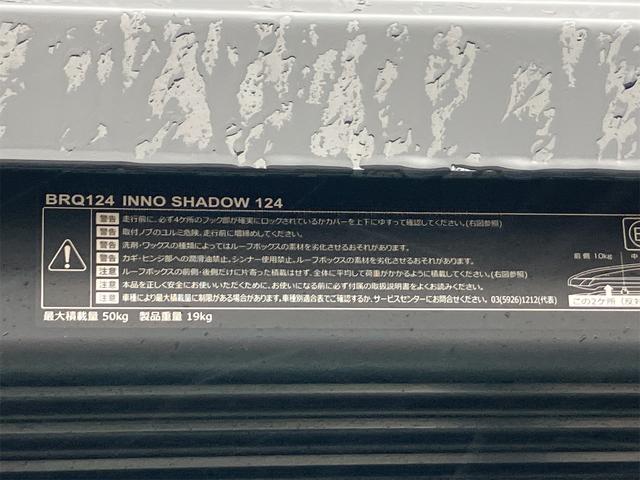 BRQ124 INNO SHADOW 124
警告 走行前に、必ず4ケ所のフック部が確実にロックされているかカバーを上下にゆすって確認してください。(右図参照)
警告 取付ノブのユルミ危険、走行前に増締めしてください。
警告 洗剤・ワックスの種類によってはルーフボックスの素材を劣化させるおそれがあります。
警告 カギ・ヒンジ部への潤滑油禁止、シンナー使用禁止。ルーフボックスの素材を劣化させるおそれがあります。
注意 ルーフボックスの前側・後側だけに片寄った積載はせず、全体に平均して荷重がかかるように積載してください。(右図参照)
注意 本品を正しく安全にお使いいただくために、お使いになる前に必ず付属の取扱説明書をよくお読みください。
注意 車種により最大積載量に制限がある場合があります。車種別適合表でご確認するか、サービスセンターにお問合せください。03(5926)1212(代表)
最大積載量 50kg 製品重量 19kg
前側 10kg 中
この2ケ所